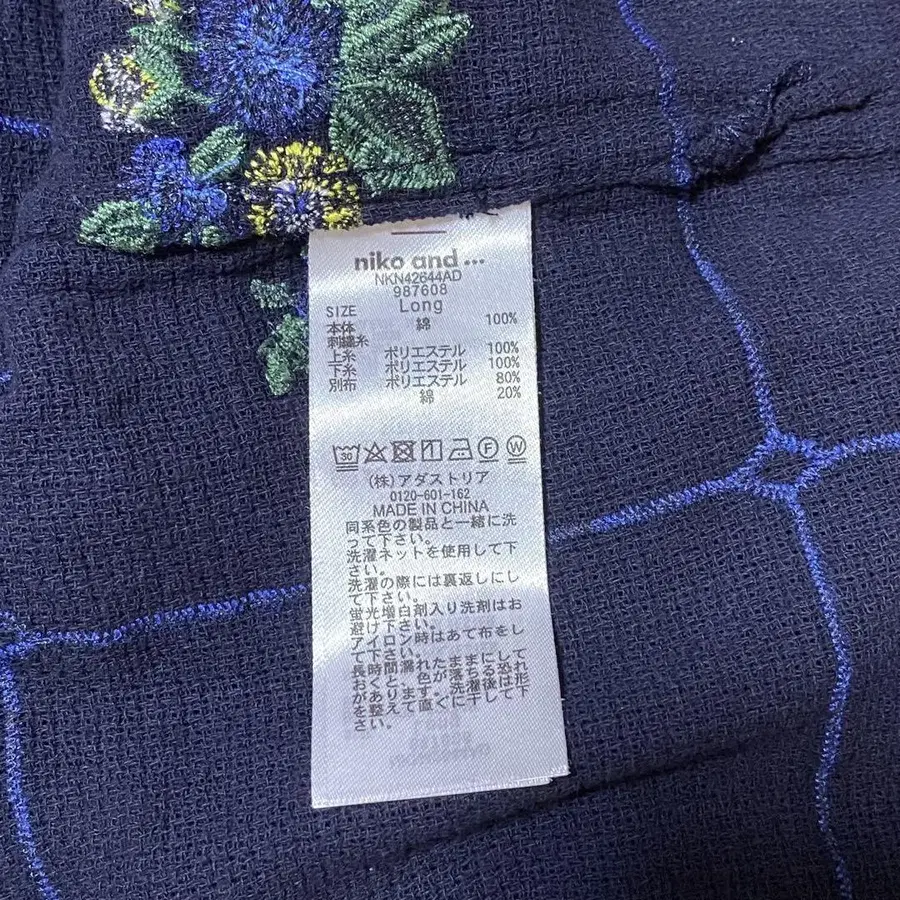 niko and ...
NKN42644AD
987608
SIZE Long
本体 綿 100%
刺繍糸
上糸 ポリエステル 100%
下糸 ポリエステル 100%
別布 ポリエステル 80%
綿 20%
30 F W
(株)アダストリア
0120-601-162
MADE IN CHINA
同系色の製品と一緒に洗
って下さい。
洗濯ネットを使用して下
さい。
洗濯の際には裏返しにし
て下さい。
蛍光増白剤入り洗剤はお
避け下さい。
アイロン時はあて布をし
て下さい。
長時間濡れたままにして
おくと、色が落ちる恐れ
があります。洗濯後は形
を整えて直ぐに干して下
さい。